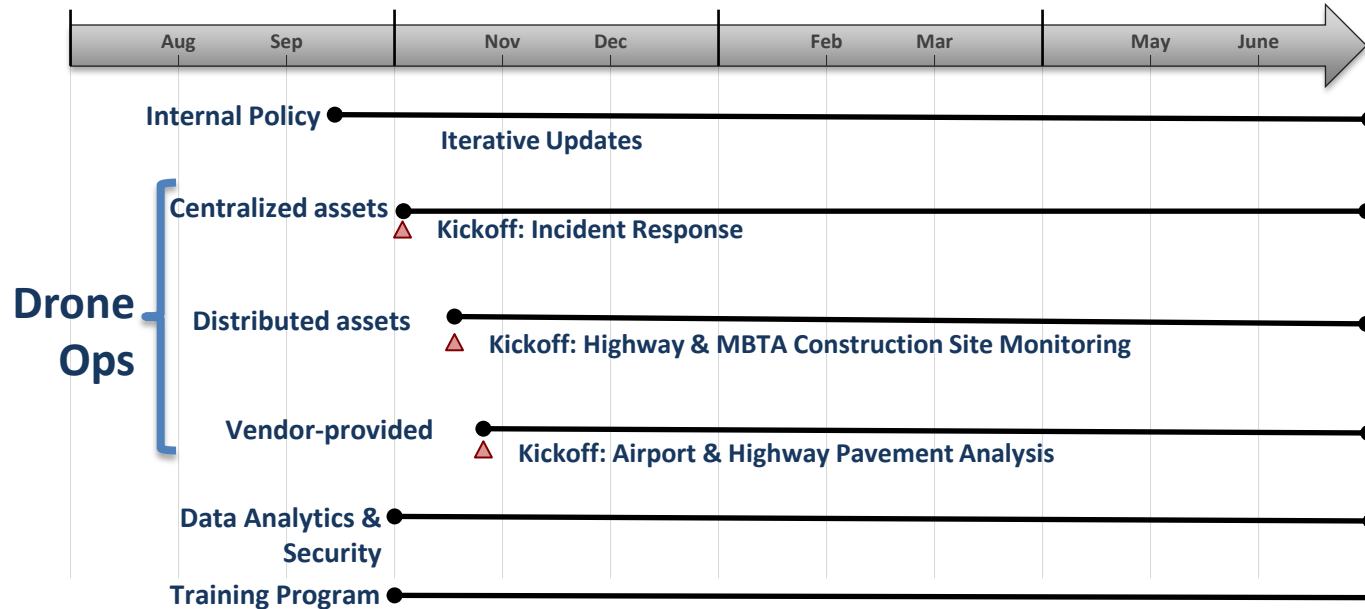 Aug Sep Nov Dec Feb Mar May June
Internal Policy
Iterative Updates
Centralized assets
Kickoff: Incident Response
Drone
Ops
Distributed assets
Kickoff: Highway & MBTA Construction Site Monitoring
Vendor-provided
Kickoff: Airport & Highway Pavement Analysis
Data Analytics &
Security
Training Program